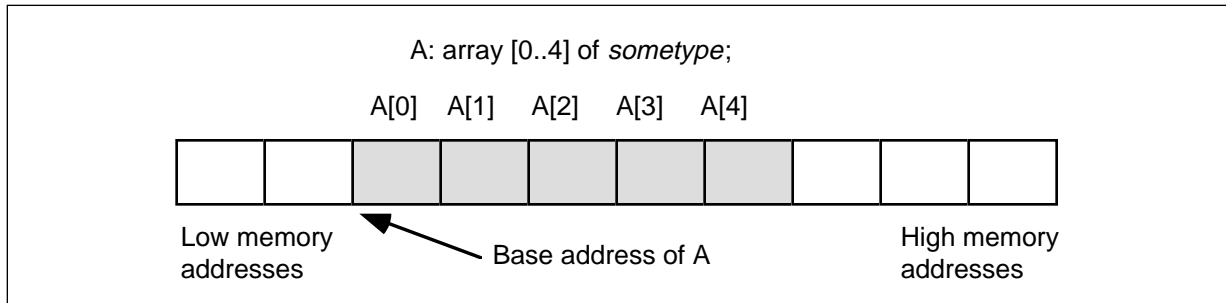 A: array [0..4] of sometype;
A[0] A[1] A[2] A[3] A[4]
Low memory
addresses
Base address of A
High memory
addresses